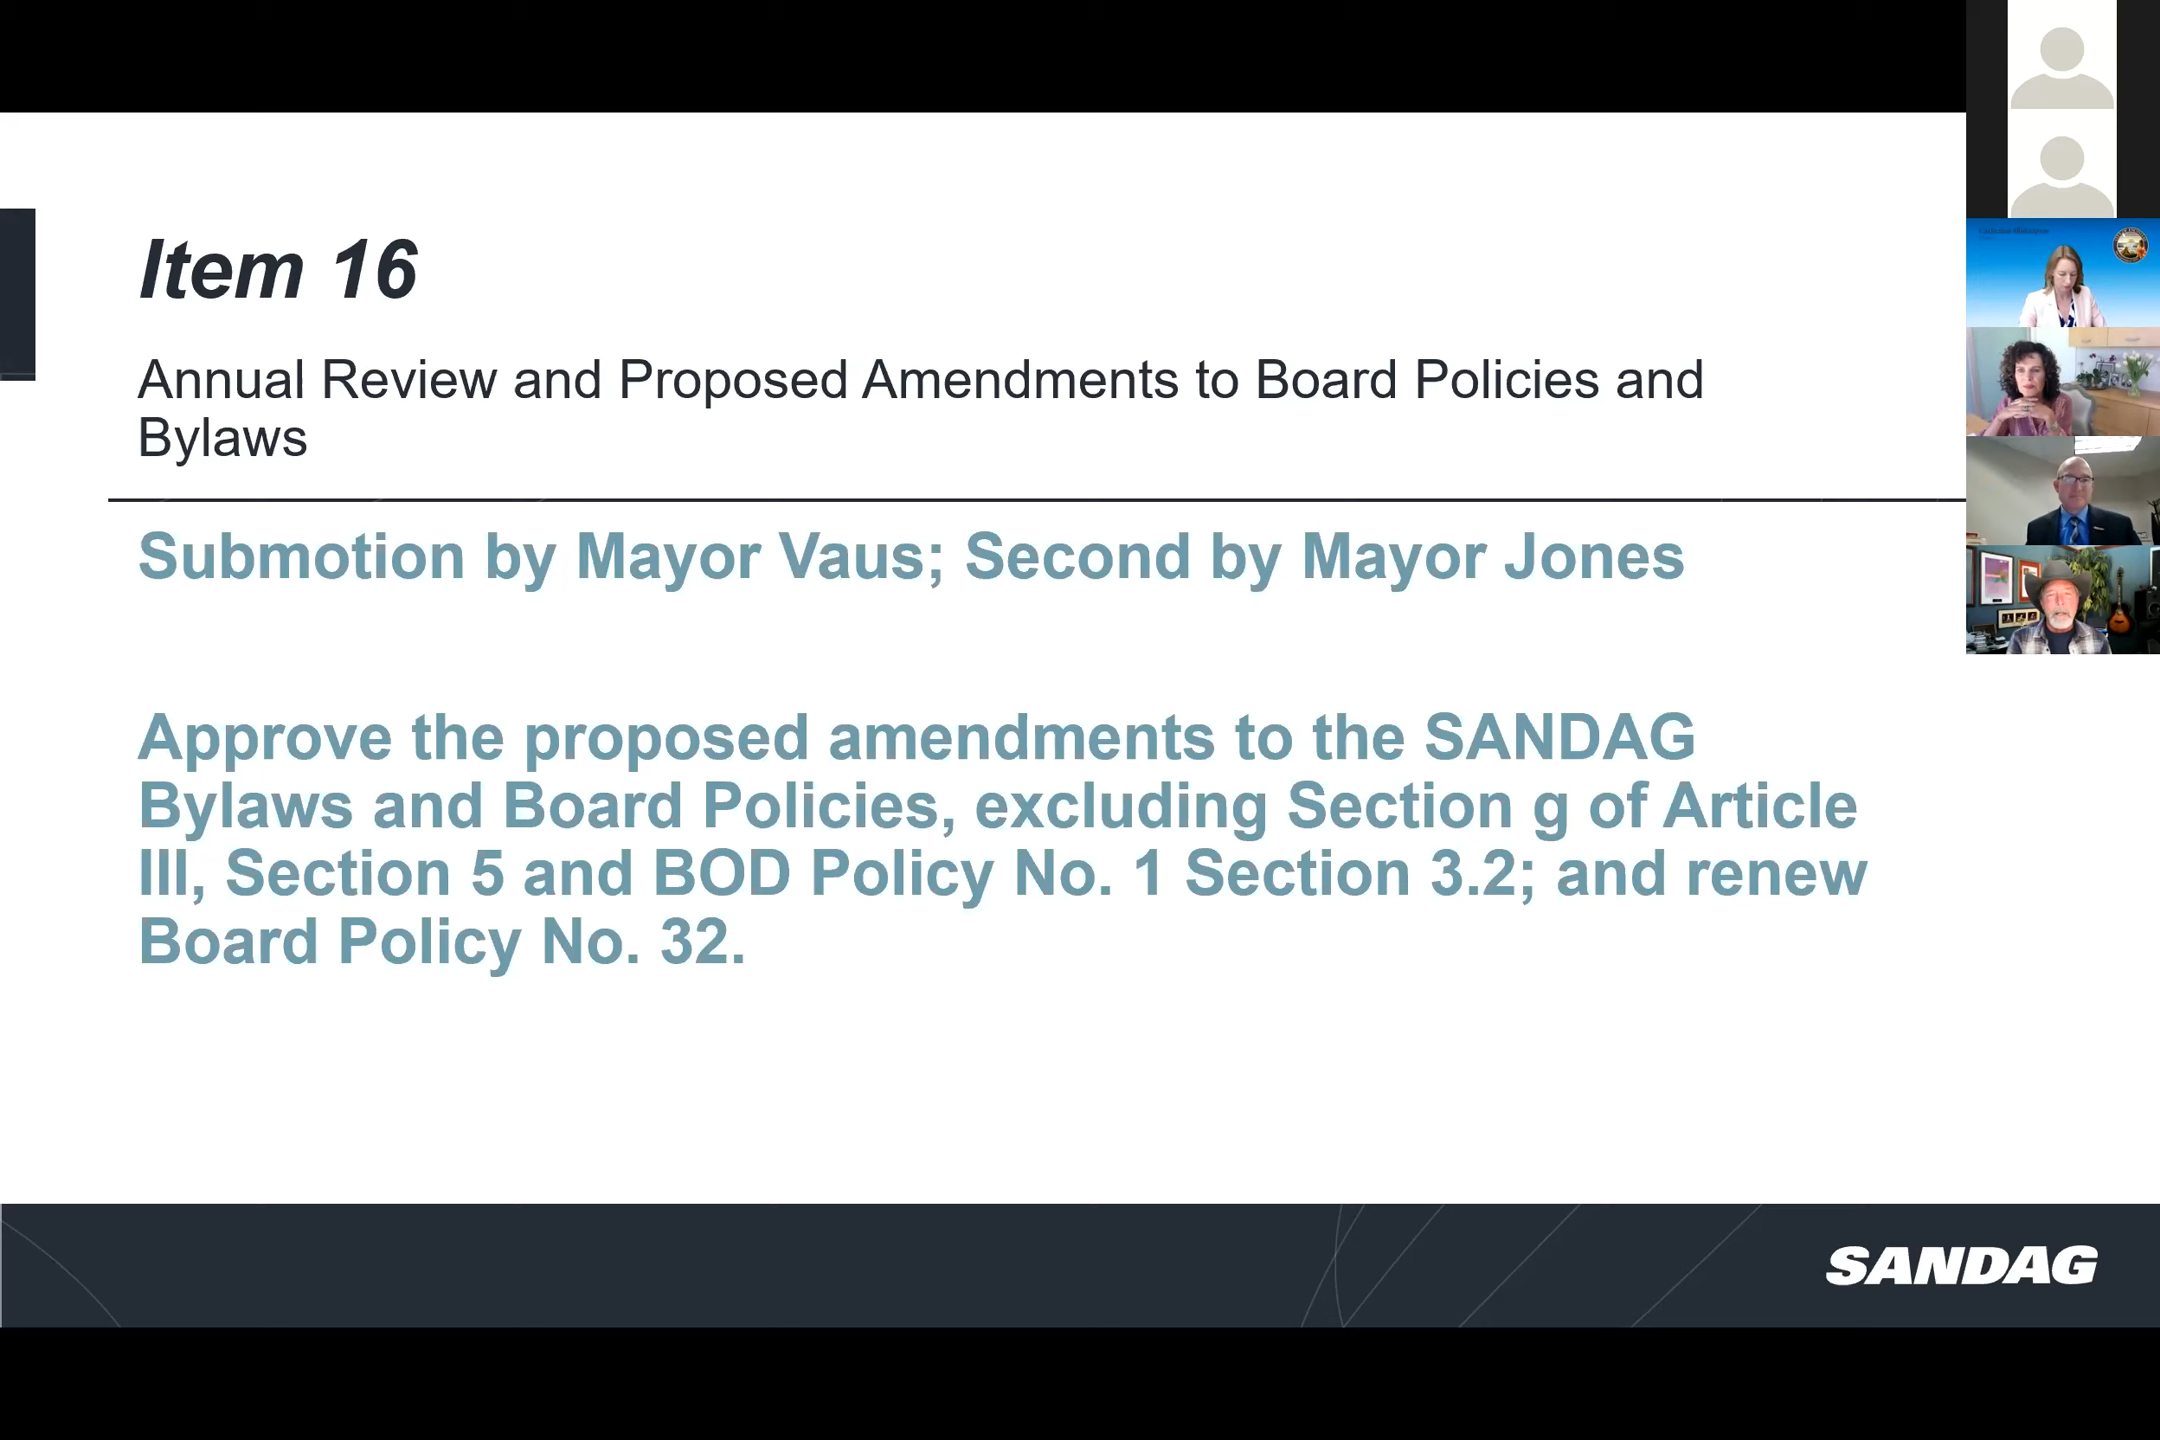 Item 16
Annual Review and Proposed Amendments to Board Policies and
Bylaws
Submotion by Mayor Vaus; Second by Mayor Jones
Approve the proposed amendments to the SANDAG
Bylaws and Board Policies, excluding Section g of Article
III, Section 5 and BOD Policy No. 1 Section 3.2; and renew
Board Policy No. 32.
SANDAG